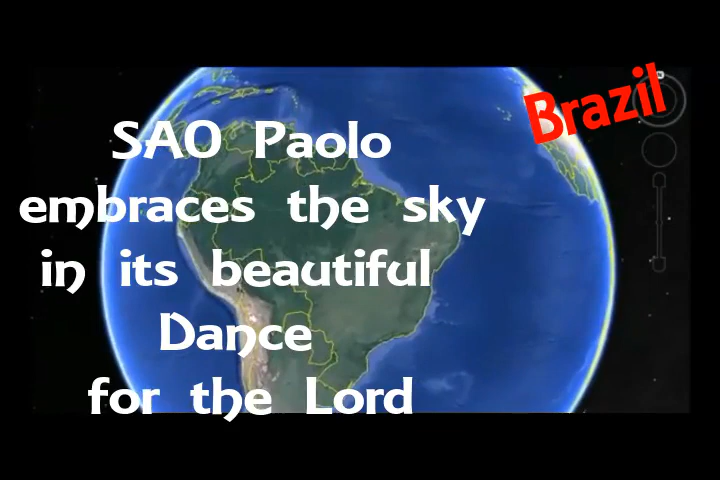 Brazil
SAO Paolo
embraces the sky
in its beautiful
Dance
for the Lord